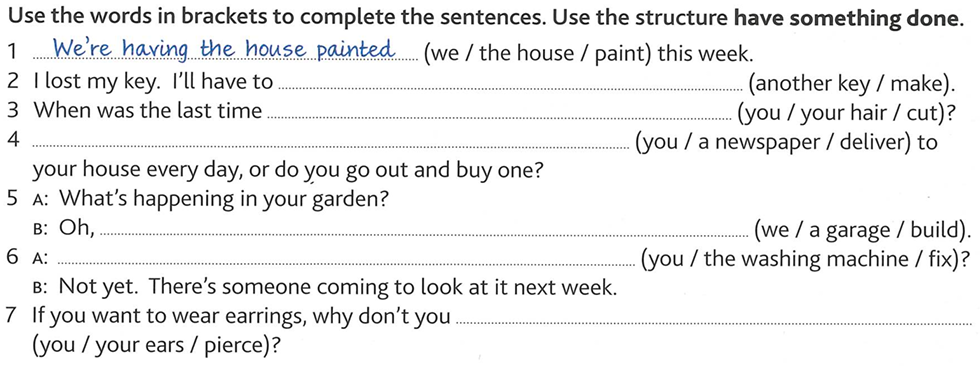 Use the words in brackets to complete the sentences. Use the structure have something done.
1 We're having the house painted (we / the house / paint) this week.
2 I lost my key. I'll have to ........ (another key / make).
3 When was the last time ........ (you / your hair / cut)?
4 ........ (you / a newspaper / deliver) to
your house every day, or do you go out and buy one?
5 A: What's happening in your garden?
B: Oh, ........ (we / a garage / build).
6 A: ........ (you / the washing machine / fix)?
B: Not yet. There's someone coming to look at it next week.
7 If you want to wear earrings, why don't you ........
(you / your ears / pierce)?